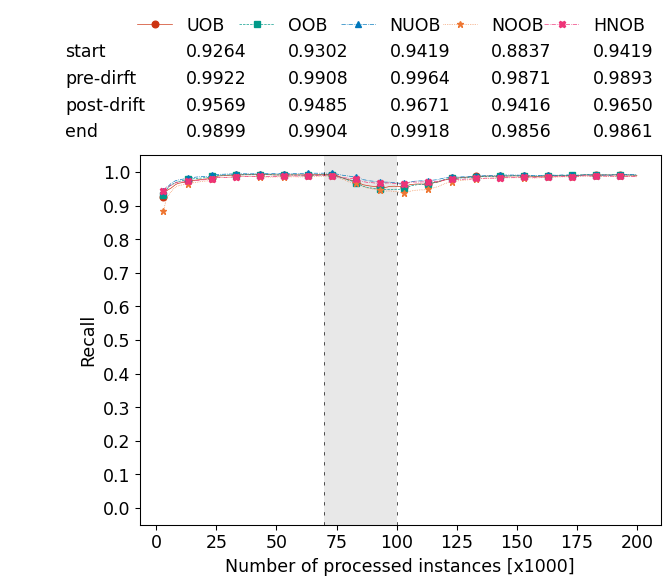 UOB OOB NUOB NOOB HNOB
start 0.9264 0.9302 0.9419 0.8837 0.9419
pre-dirft 0.9922 0.9908 0.9964 0.9871 0.9893
post-drift 0.9569 0.9485 0.9671 0.9416 0.9650
end 0.9899 0.9904 0.9918 0.9856 0.9861
1.0
0.9
0.8
0.7
0.6
0.5
0.4
0.3
0.2
0.1
0.0
Recall
0 25 50 75 100 125 150 175 200
Number of processed instances [x1000]